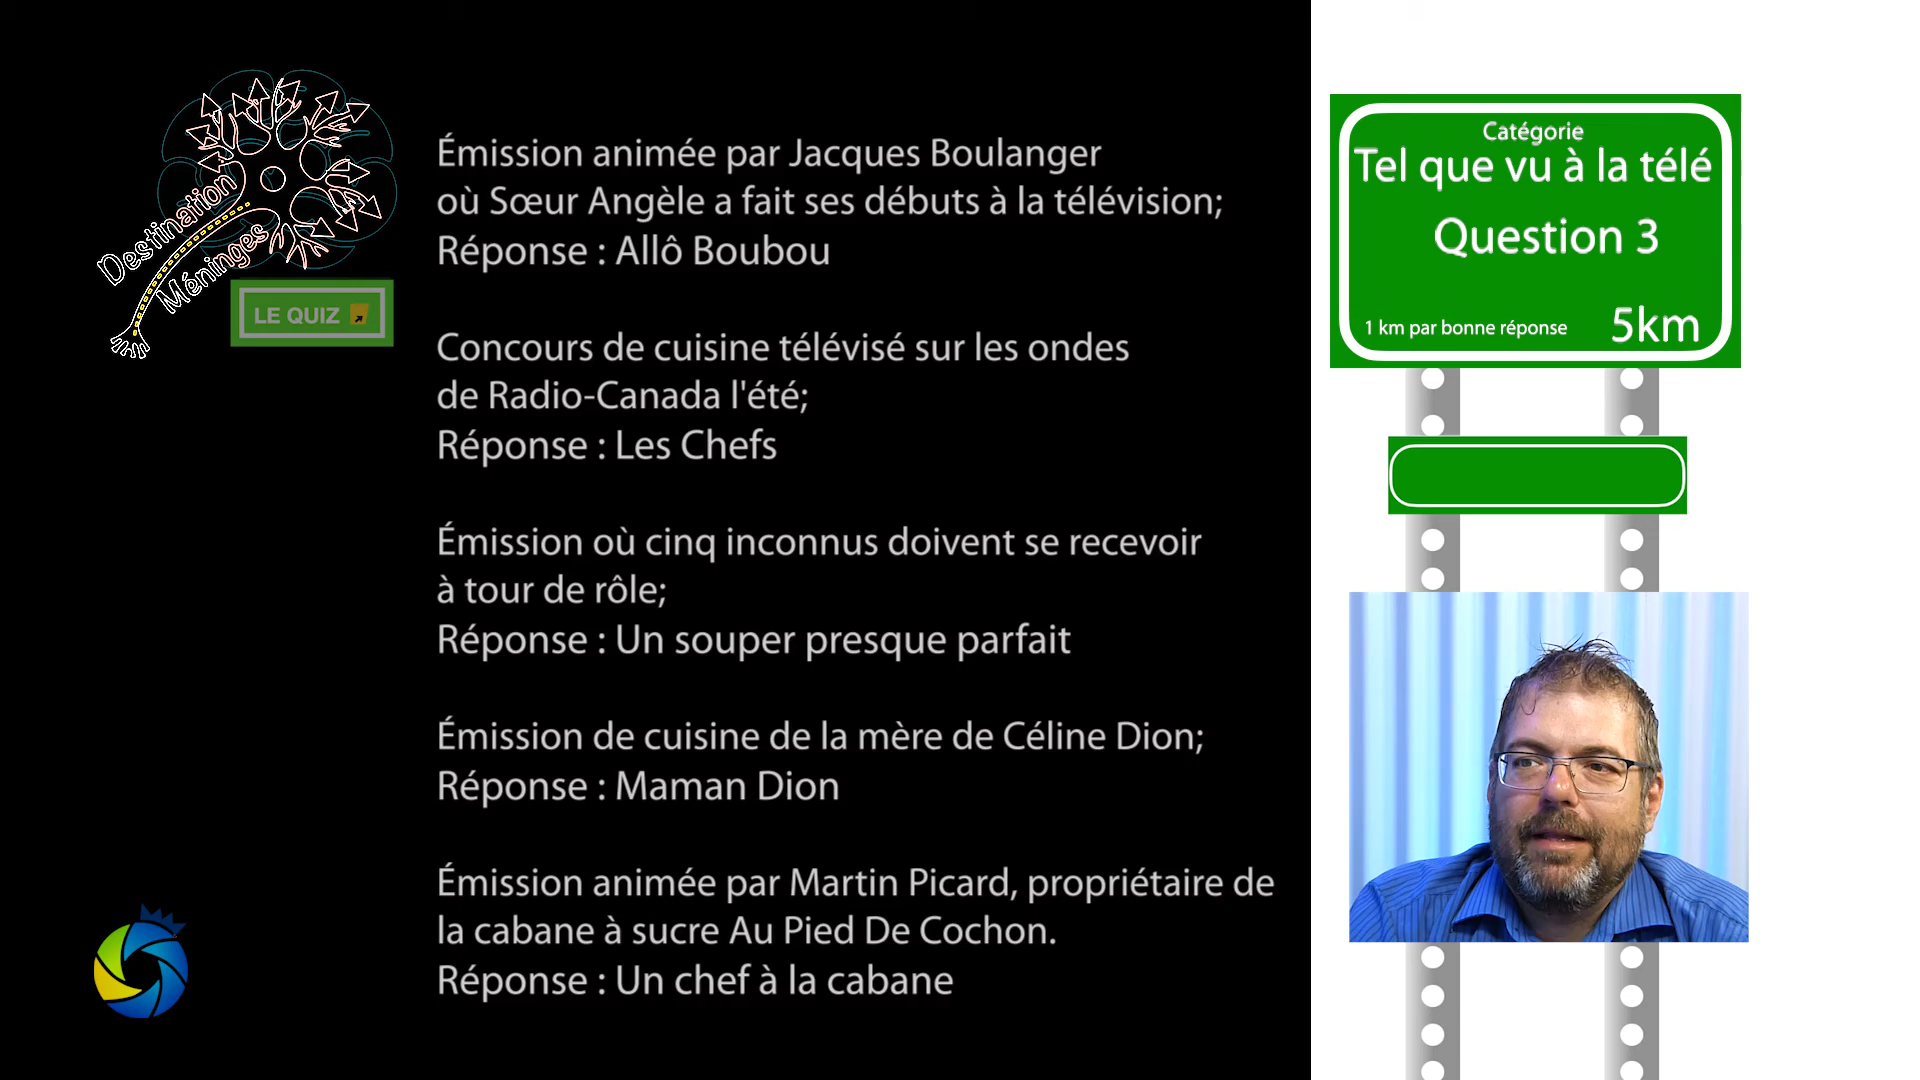 Destination
Méninges
LE QUIZ
Émission animée par Jacques Boulanger
où Sœur Angèle a fait ses débuts à la télévision;
Réponse : Allô Boubou
Concours de cuisine télévisé sur les ondes
de Radio-Canada l'été;
Réponse : Les Chefs
Émission où cinq inconnus doivent se recevoir
à tour de rôle;
Réponse : Un souper presque parfait
Émission de cuisine de la mère de Céline Dion;
Réponse : Maman Dion
Émission animée par Martin Picard, propriétaire de
la cabane à sucre Au Pied De Cochon.
Réponse : Un chef à la cabane
Catégorie
Tel que vu à la télé
Question 3
1 km par bonne réponse
5km